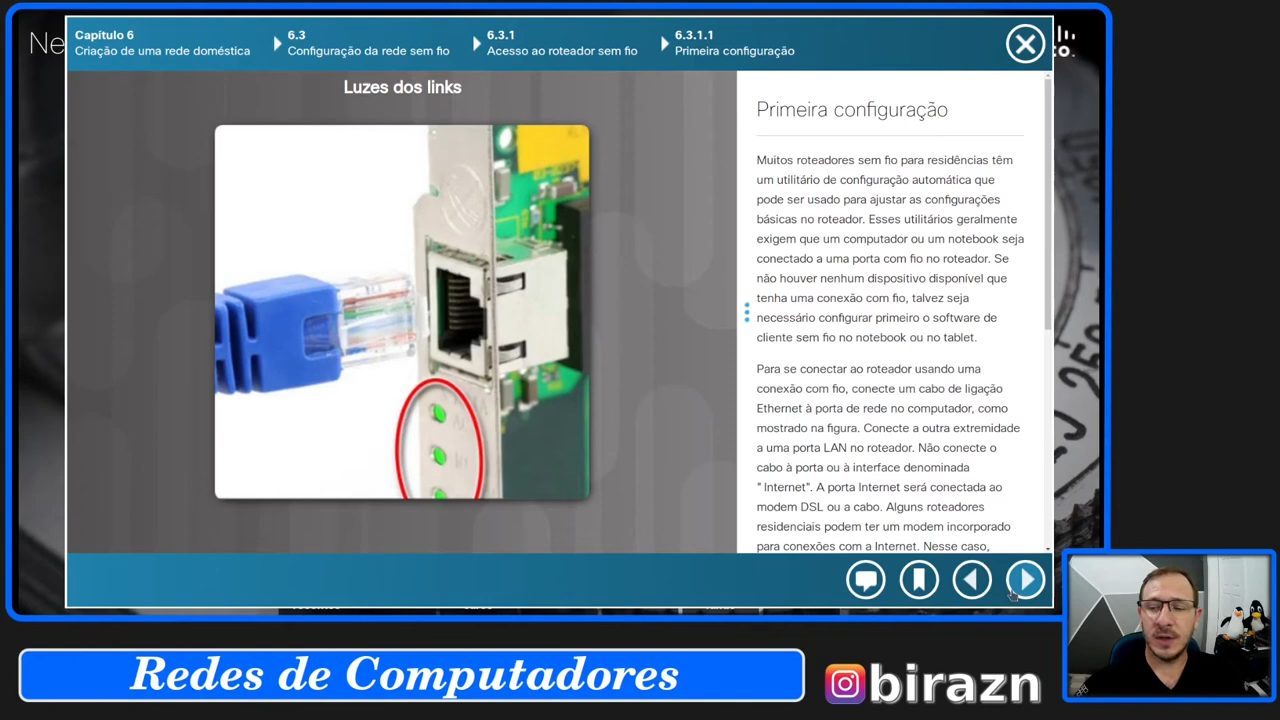 Ne
Capítulo 6
Criação de uma rede doméstica
6.3
Configuração da rede sem fio
6.3.1
Acesso ao roteador sem fio
6.3.1.1
Primeira configuração
Luzes dos links
Primeira configuração
Muitos roteadores sem fio para residências têm
um utilitário de configuração automática que
pode ser usado para ajustar as configurações
básicas no roteador. Esses utilitários geralmente
exigem que um computador ou um notebook seja
conectado a uma porta com fio no roteador. Se
não houver nenhum dispositivo disponível que
tenha uma conexão com fio, talvez seja
necessário configurar primeiro o software de
cliente sem fio no notebook ou no tablet.
Para se conectar ao roteador usando uma
conexão com fio, conecte um cabo de ligação
Ethernet à porta de rede no computador, como
mostrado na figura. Conecte a outra extremidade
a uma porta LAN no roteador. Não conecte o
cabo à porta ou à interface denominada
"Internet". A porta Internet será conectada ao
modem DSL ou a cabo. Alguns roteadores
residenciais podem ter um modem incorporado
para conexões com a Internet. Nesse caso,
Redes de Computadores
birazn